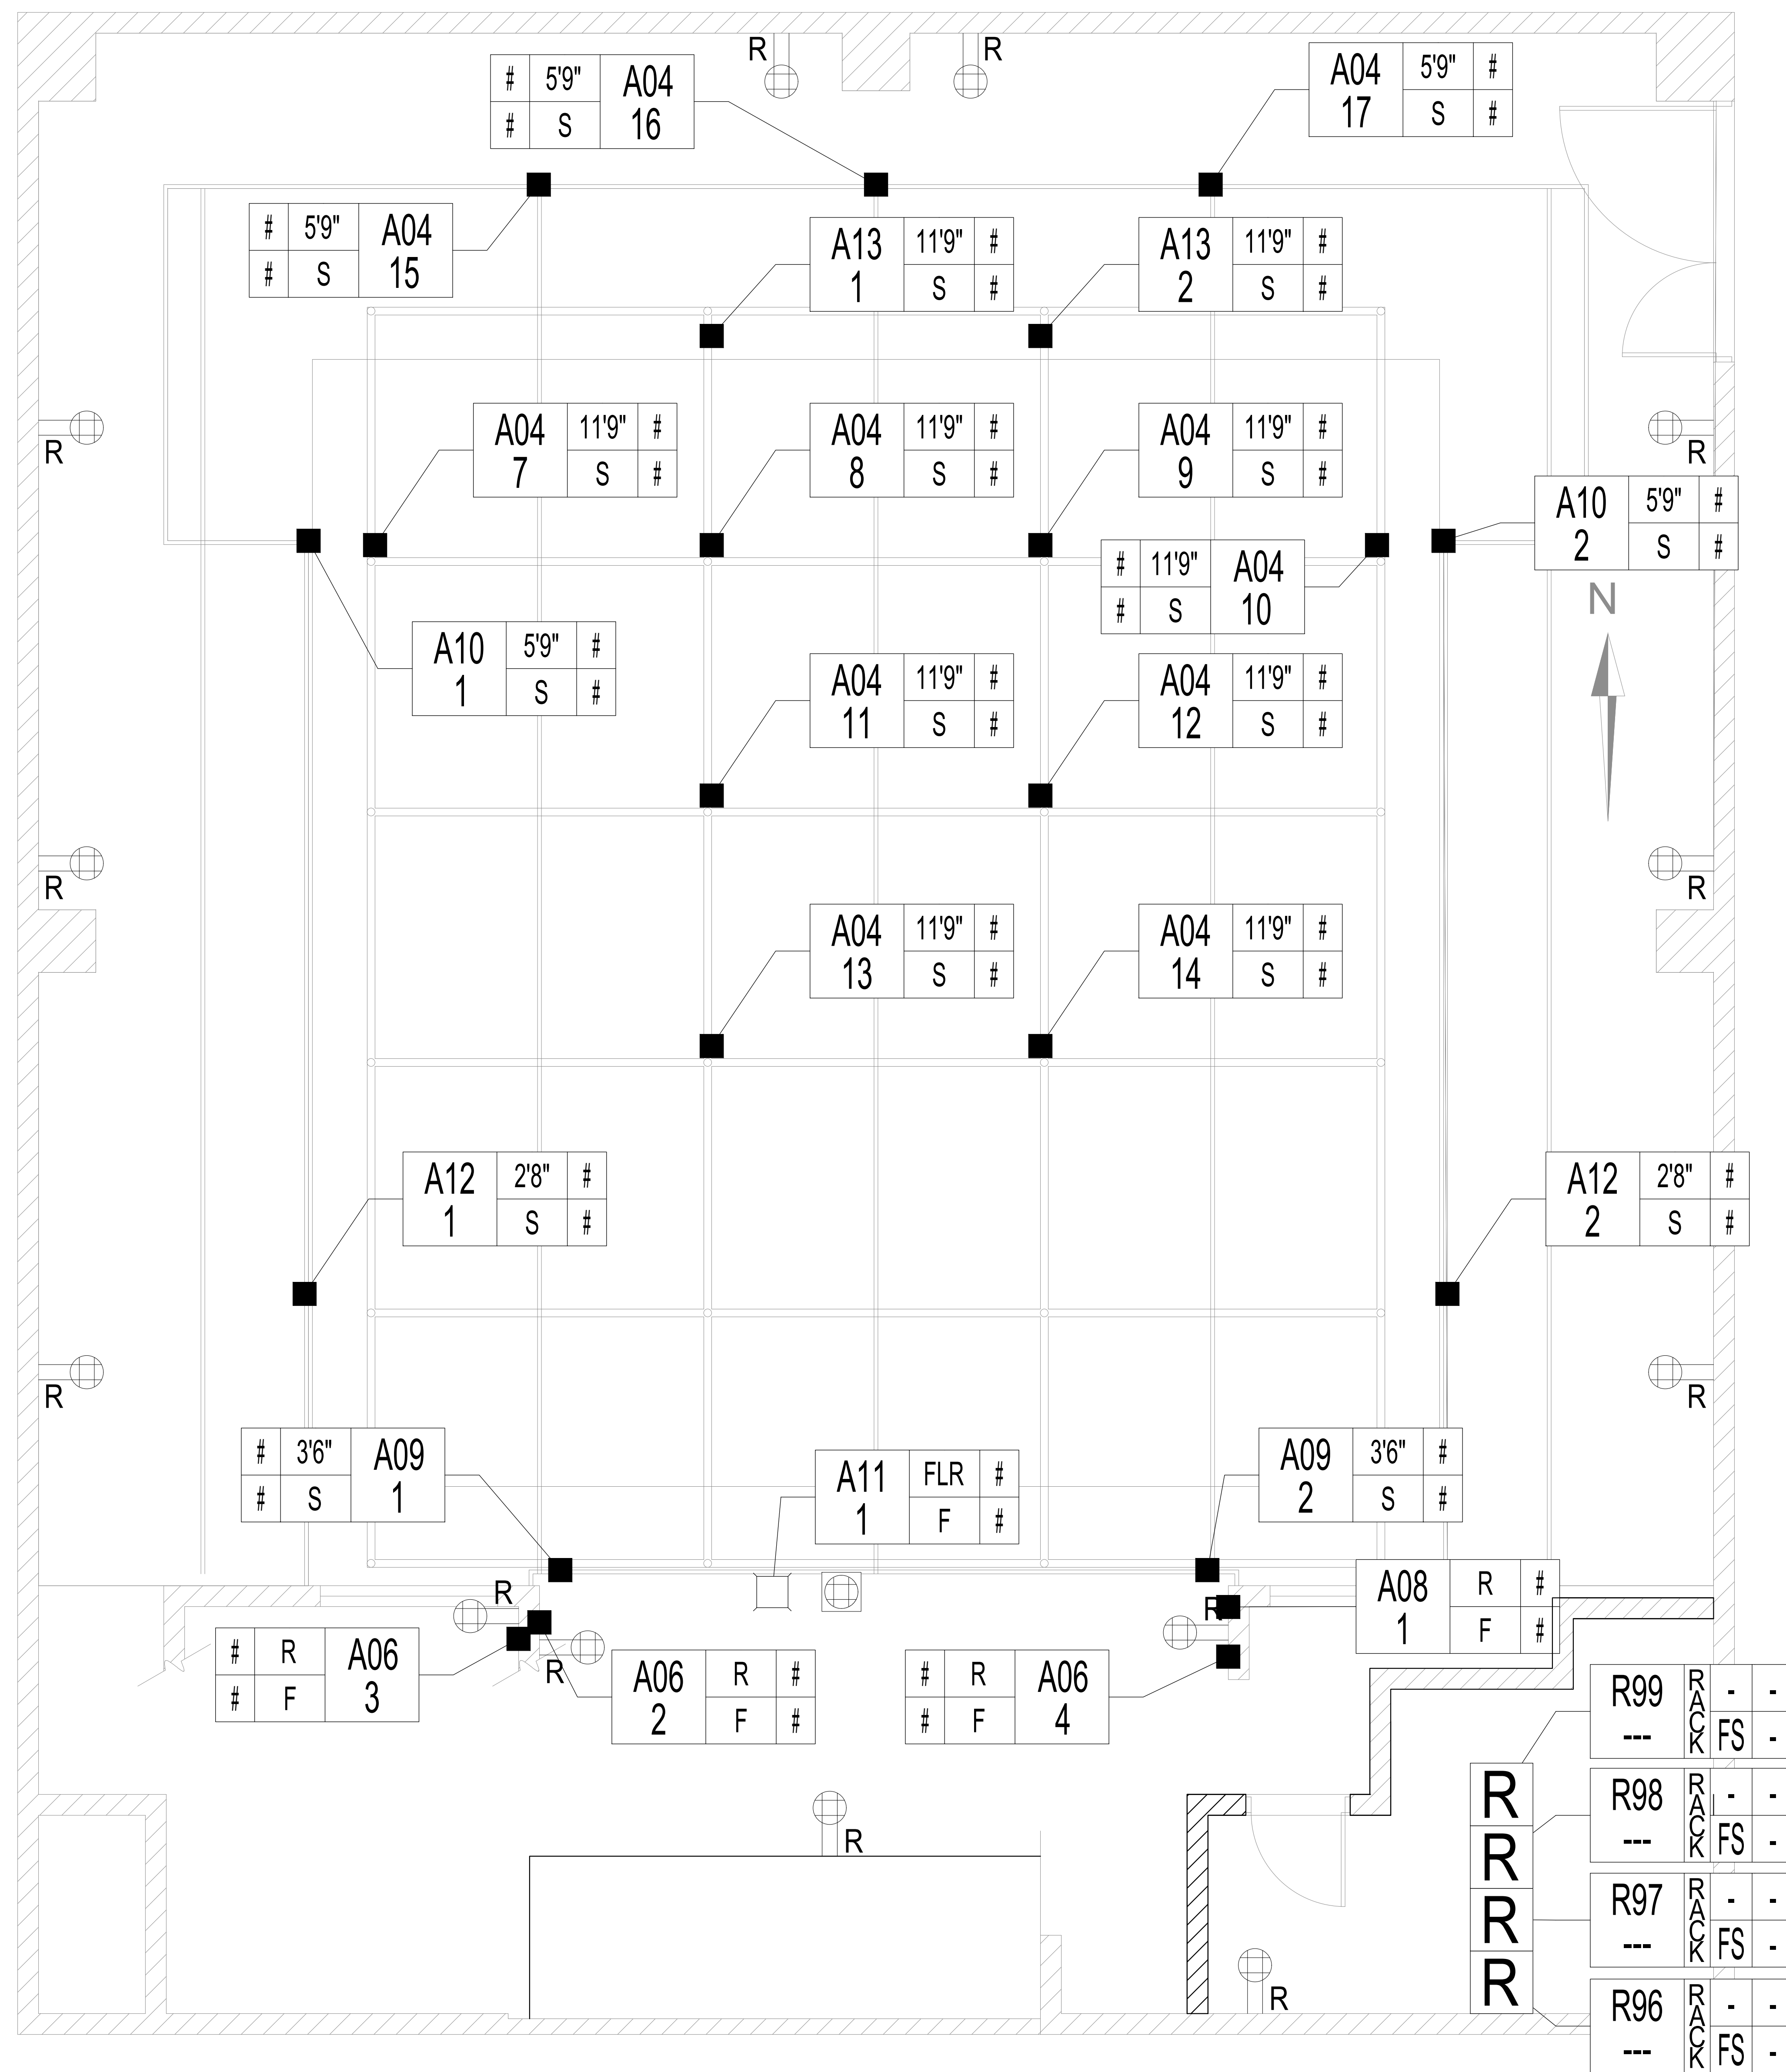 R
R
# 5'9" A04
# S 16
A04 5'9" #
17 S #
# 5'9" A04
# S 15
A13 11'9" #
1 S #
A13 11'9" #
2 S #
R
R
A04 11'9" #
7 S #
A04 11'9" #
8 S #
A04 11'9" #
9 S #
A10 5'9" #
2 S #
# 11'9" A04
# S 10
N
A10 5'9" #
1 S #
A04 11'9" #
11 S #
A04 11'9" #
12 S #
R
R
A04 11'9" #
13 S #
A04 11'9" #
14 S #
A12 2'8" #
1 S #
A12 2'8" #
2 S #
R
R
# 3'6" A09
# S 1
A11 FLR #
1 F #
A09 3'6" #
2 S #
R
R
A08 R #
1 F #
# R A06
# F 3
R
A06 R #
2 F #
# R A06
# F 4
R99 RACK - -
--- FS -
R
R98 RACK - -
--- FS -
R
R
R97 RACK - -
--- FS -
R
R
R96 RACK - -
--- FS -
R